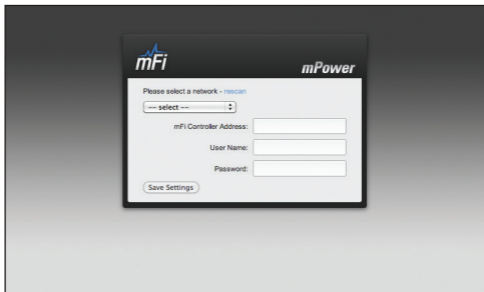 mFi
mPower
Please select a network - rescan
-- select --
mFi Controller Address:
User Name:
Password:
Save Settings